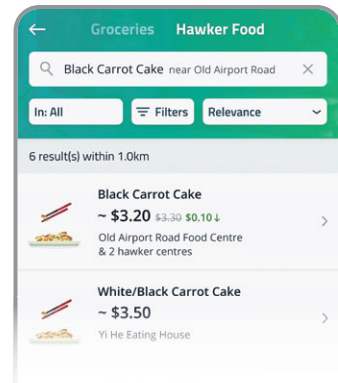 Groceries Hawker Food
Black Carrot Cake near Old Airport Road
In: All Filters Relevance
6 result(s) within 1.0km
Black Carrot Cake
~ $3.20 $3.30 $0.10↓
Old Airport Road Food Centre
& 2 hawker centres
White/Black Carrot Cake
~ $3.50
Yi He Eating House